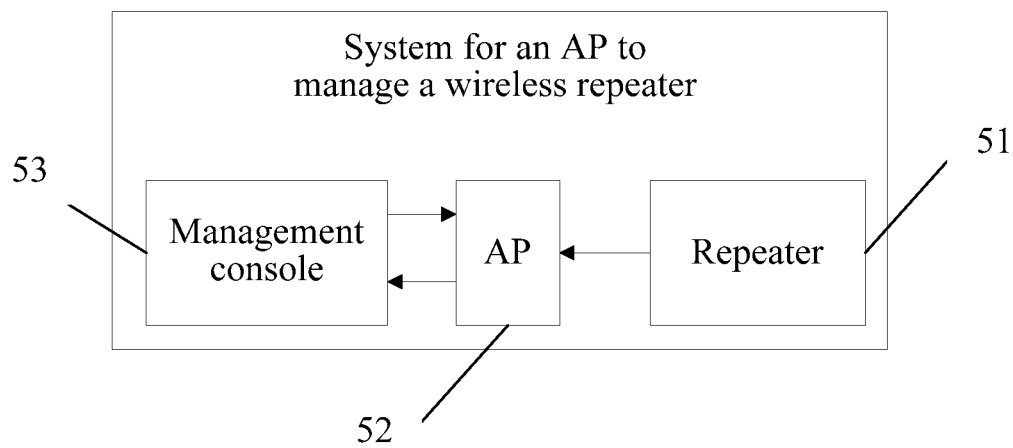 System for an AP to
manage a wireless repeater
51
53
Management
console
AP
Repeater
52